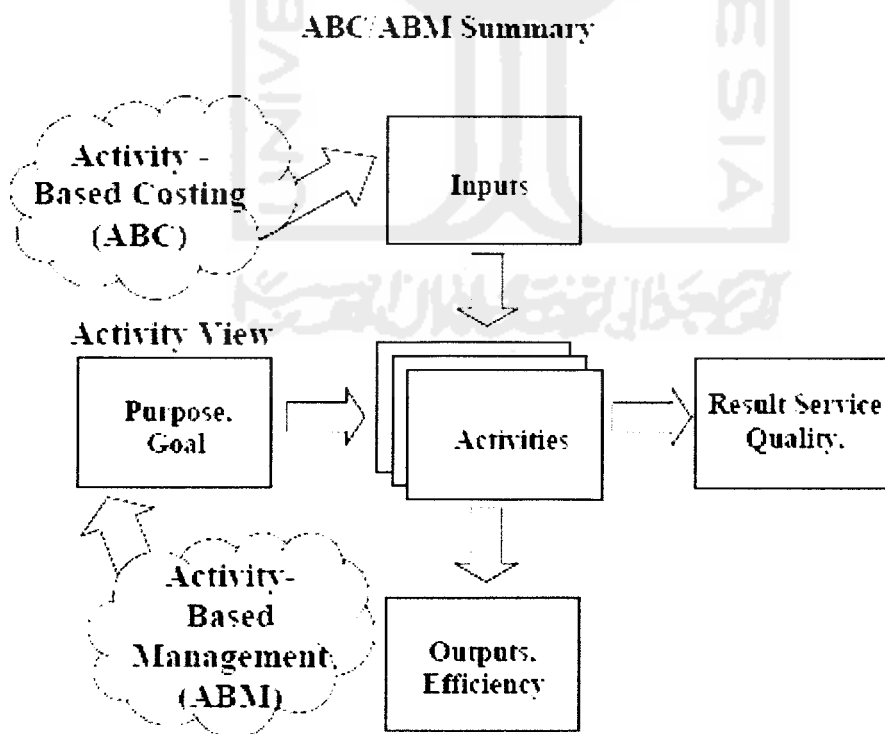 ABC/ABM Summary
Activity -
Based Costing
(ABC)
Inputs
Activity View
Purpose.
Goal
Activities
Result Service
Quality.
Activity-
Based
Management
(ABM)
Outputs.
Efficiency